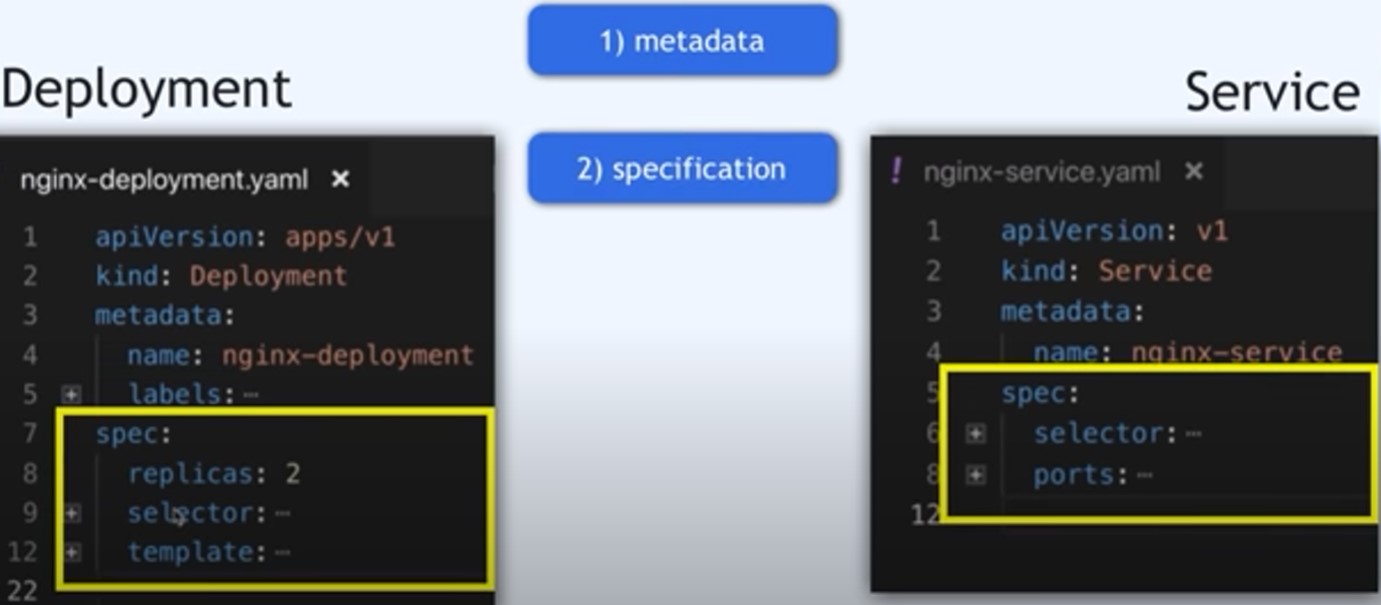 1) metadata
Deployment
Service
2) specification
nginx-deployment.yaml ×
1 apiVersion: apps/v1
2 kind: Deployment
3 metadata:
4 name: nginx-deployment
5 labels:…
7 spec:
8 replicas: 2
9 selector:…
12 template:…
22
! nginx-service.yaml ×
1 apiVersion: v1
2 kind: Service
3 metadata:
4 name: nginx-service
5 spec:
6 selector:…
8 ports:…
12